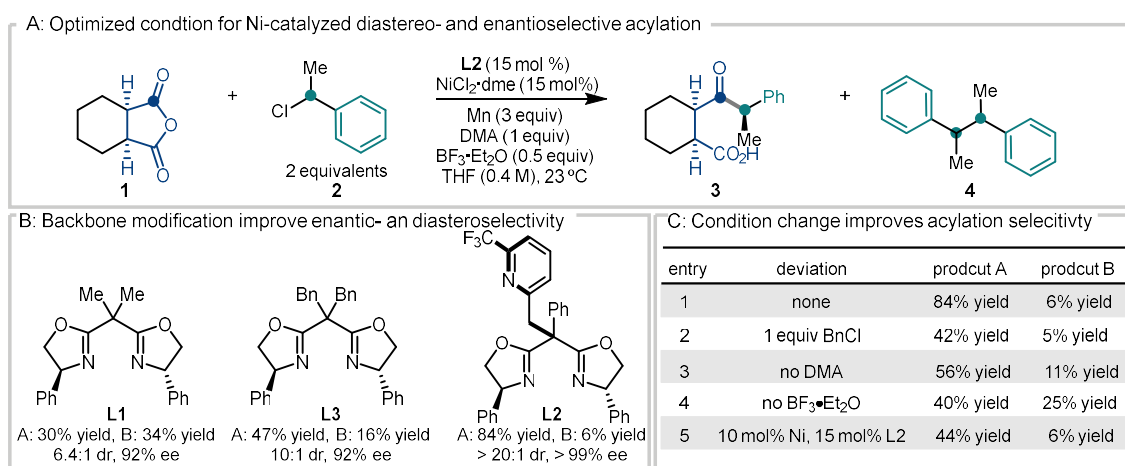 A: Optimized condtion for Ni-catalyzed diastereo- and enantioselective acylation
H
H
O
O
O
1
+
Me
Cl
2 equivalents
2
L2 (15 mol %)
NiCl₂•dme (15 mol%)
Mn (3 equiv)
DMA (1 equiv)
BF₃•Et₂O (0.5 equiv)
THF (0.4 M), 23 ºC
H
O
Ph
Me
CO₂H
H
3
+
Me
Me
4
B: Backbone modification improve enantio- an diasteroselectivity
Me Me
O O
N N
Ph Ph
L1
A: 30% yield, B: 34% yield
6.4:1 dr, 92% ee
Bn Bn
O O
N N
Ph Ph
L3
A: 47% yield, B: 16% yield
10:1 dr, 92% ee
F₃C
N
Ph
O O
N N
Ph Ph
L2
A: 84% yield, B: 6% yield
> 20:1 dr, > 99% ee
C: Condition change improves acylation selecitivty
entry deviation prodcut A prodcut B
1 none 84% yield 6% yield
2 1 equiv BnCl 42% yield 5% yield
3 no DMA 56% yield 11% yield
4 no BF₃•Et₂O 40% yield 25% yield
5 10 mol% Ni, 15 mol% L2 44% yield 6% yield